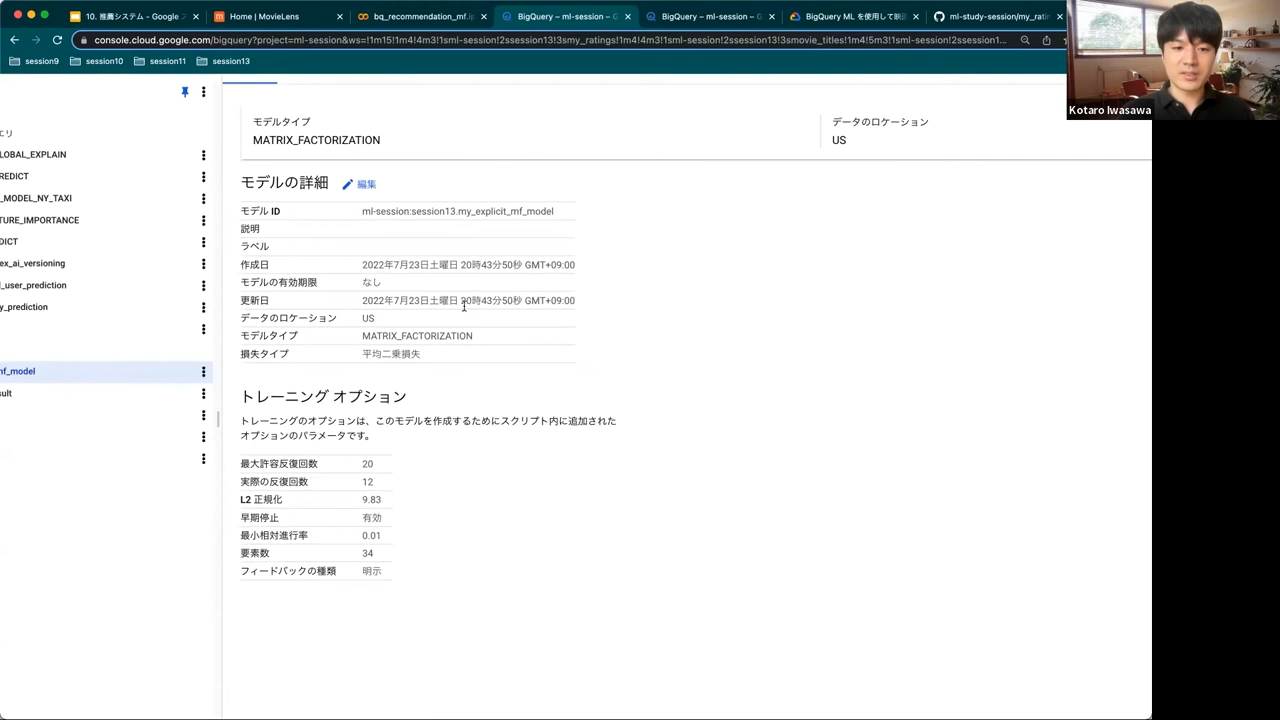 10. 推薦システム - Google ス
Home | MovieLens
bq_recommendation_mf.ip
BigQuery – ml-session – G
BigQuery – ml-session – G
BigQuery ML を使用して映画
ml-study-session/my_ratin
console.cloud.google.com/bigquery?project=ml-session&ws=!1m15!1m4!4m3!1sml-session!2ssession13!3smy_ratings!1m4!4m3!1sml-session!2ssession13!3smovie_titles!1m4!5m3!1sml-session!2ssession1...
session9
session10
session11
session13
Kotaro Iwasawa
エリ
LOBAL_EXPLAIN
REDICT
_MODEL_NY_TAXI
TURE_IMPORTANCE
DICT
ex_ai_versioning
l_user_prediction
y_prediction
mf_model
sult
モデルタイプ
MATRIX_FACTORIZATION
データのロケーション
US
モデルの詳細
編集
モデル ID ml-session:session13.my_explicit_mf_model
説明
ラベル
作成日 2022年7月23日土曜日 20時43分50秒 GMT+09:00
モデルの有効期限 なし
更新日 2022年7月23日土曜日 20時43分50秒 GMT+09:00
データのロケーション US
モデルタイプ MATRIX_FACTORIZATION
損失タイプ 平均二乗損失
トレーニング オプション
トレーニングのオプションは、このモデルを作成するためにスクリプト内に追加された
オプションのパラメータです。
最大許容反復回数 20
実際の反復回数 12
L2 正規化 9.83
早期停止 有効
最小相対進行率 0.01
要素数 34
フィードバックの種類 明示